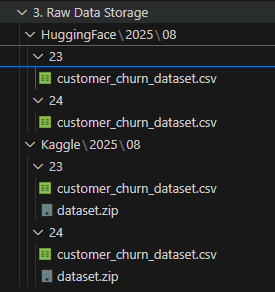 3. Raw Data Storage
HuggingFace\2025\08
23
customer_churn_dataset.csv
24
customer_churn_dataset.csv
Kaggle\2025\08
23
customer_churn_dataset.csv
dataset.zip
24
customer_churn_dataset.csv
dataset.zip